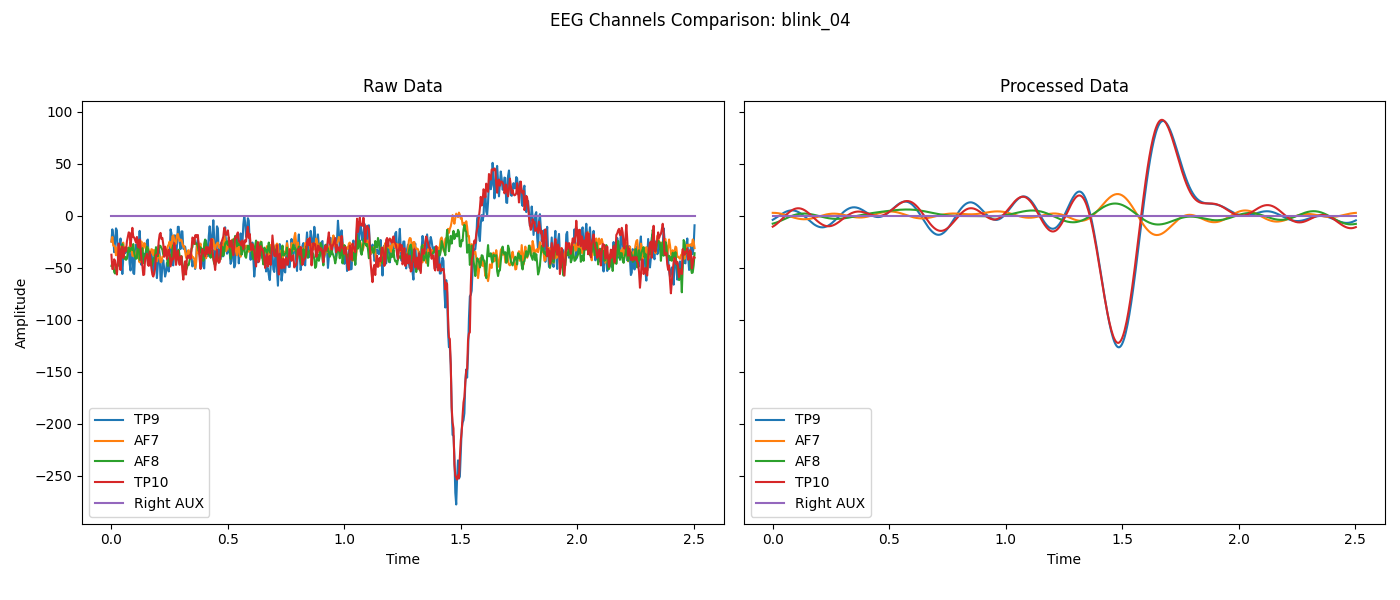 EEG Channels Comparison: blink_04
Raw Data
Processed Data
Amplitude
100
50
0
−50
−100
−150
−200
−250
TP9
AF7
AF8
TP10
Right AUX
TP9
AF7
AF8
TP10
Right AUX
0.0 0.5 1.0 1.5 2.0 2.5
0.0 0.5 1.0 1.5 2.0 2.5
Time
Time